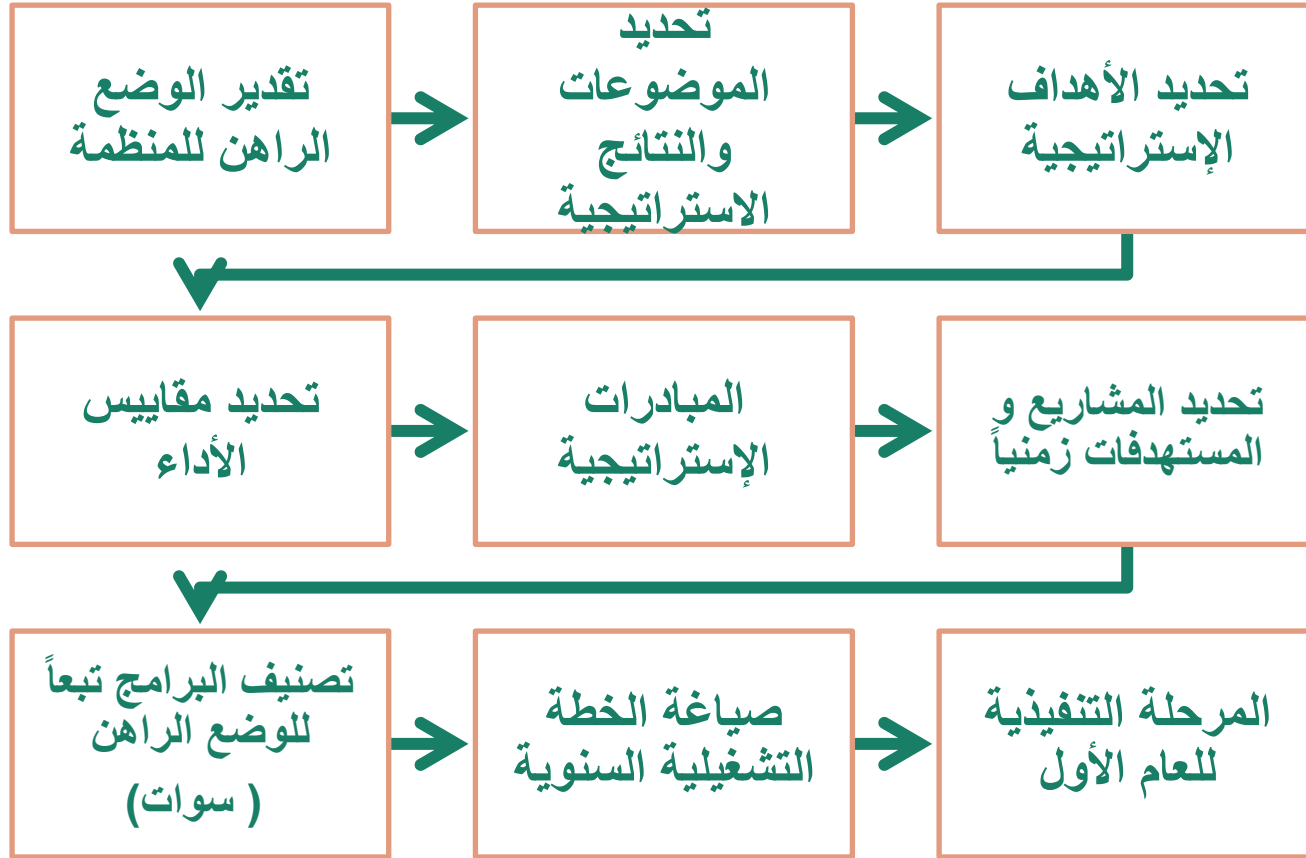 تقدير الوضع
الراهن للمنظمة
تحديد
الموضوعات
والنتائج
الاستراتيجية
تحديد الأهداف
الإستراتيجية
تحديد مقاييس
الأداء
المبادرات
الإستراتيجية
تحديد المشاريع و
المستهدفات زمنياً
تصنيف البرامج تبعاً
للوضع الراهن
( سوات)
صياغة الخطة
التشغيلية السنوية
المرحلة التنفيذية
للعام الأول